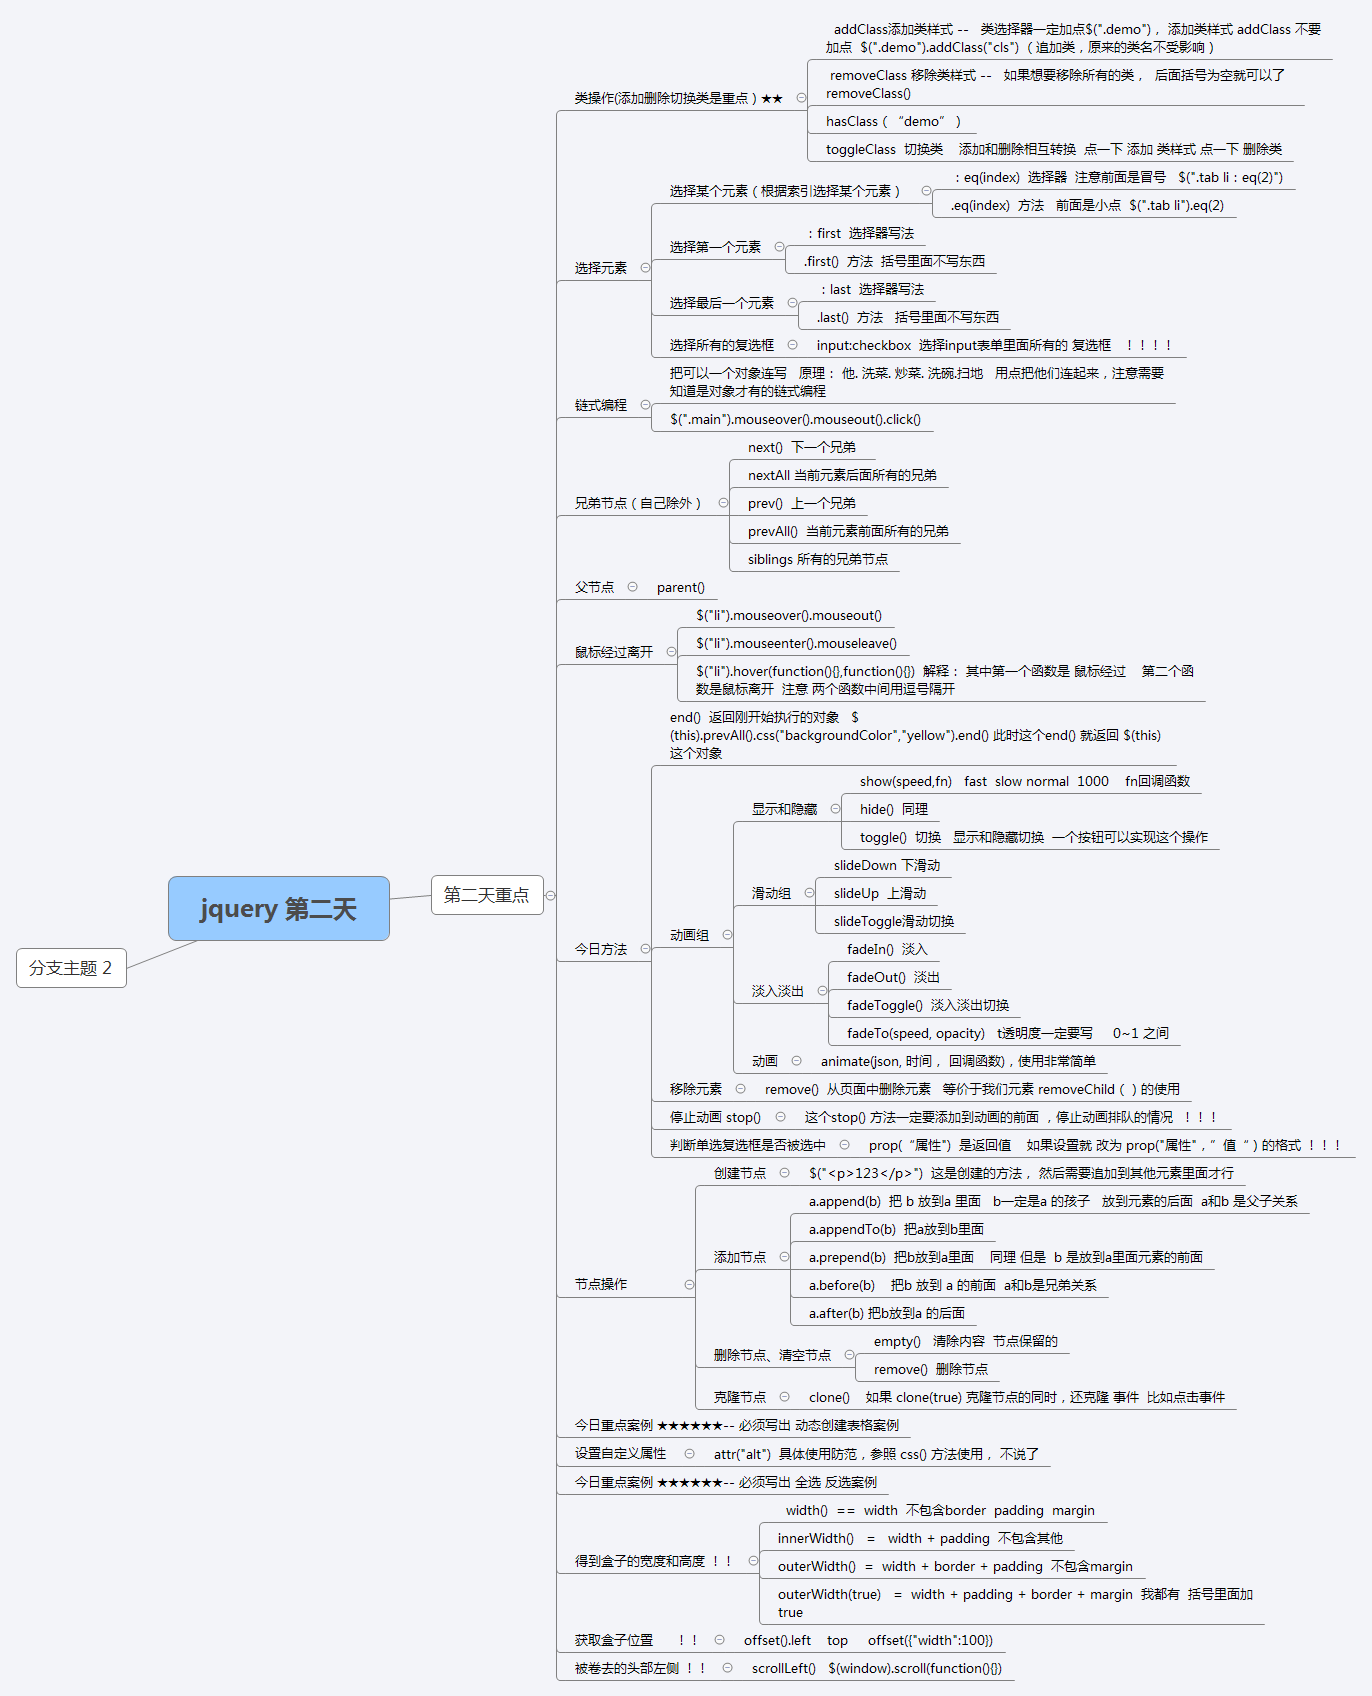 addClass添加类样式 -- 类选择器一定加点$(".demo")， 添加类样式 addClass 不要
加点 $(".demo").addClass("cls")（追加类，原来的类名不受影响）
removeClass 移除类样式 -- 如果想要移除所有的类， 后面括号为空就可以了
removeClass()
类操作(添加删除切换类是重点）★★
hasClass（ “demo” ）
toggleClass 切换类 添加和删除相互转换 点一下 添加 类样式 点一下 删除类
：eq(index) 选择器 注意前面是冒号 $(".tab li：eq(2)")
选择某个元素（根据索引选择某个元素）
.eq(index) 方法 前面是小点 $(".tab li").eq(2)
：first 选择器写法
选择第一个元素
.first() 方法 括号里面不写东西
选择元素
：last 选择器写法
选择最后一个元素
.last() 方法 括号里面不写东西
选择所有的复选框
input:checkbox 选择input表单里面所有的 复选框 ！！！！
把可以一个对象连写 原理： 他. 洗菜. 炒菜. 洗碗.扫地 用点把他们连起来，注意需要
知道是对象才有的链式编程
链式编程
$(".main").mouseover().mouseout().click()
next() 下一个兄弟
nextAll 当前元素后面所有的兄弟
兄弟节点（自己除外）
prev() 上一个兄弟
prevAll() 当前元素前面所有的兄弟
siblings 所有的兄弟节点
父节点
parent()
$("li").mouseover().mouseout()
$("li").mouseenter().mouseleave()
鼠标经过离开
$("li").hover(function(){},function(){}) 解释： 其中第一个函数是 鼠标经过 第二个函
数是鼠标离开 注意 两个函数中间用逗号隔开
end() 返回刚开始执行的对象 $
(this).prevAll().css("backgroundColor","yellow").end() 此时这个end() 就返回 $(this)
这个对象
show(speed,fn) fast slow normal 1000 fn回调函数
显示和隐藏
hide() 同理
toggle() 切换 显示和隐藏切换 一个按钮可以实现这个操作
slideDown 下滑动
滑动组
slideUp 上滑动
slideToggle滑动切换
jquery 第二天
第二天重点
今日方法
动画组
fadeIn() 淡入
fadeOut() 淡出
淡入淡出
fadeToggle() 淡入淡出切换
fadeTo(speed, opacity) t透明度一定要写 0~1 之间
分支主题 2
动画
animate(json, 时间， 回调函数)，使用非常简单
移除元素
remove() 从页面中删除元素 等价于我们元素 removeChild（ ）的使用
停止动画 stop()
这个stop() 方法一定要添加到动画的前面 ，停止动画排队的情况 ！！！
判断单选复选框是否被选中
prop(“属性") 是返回值 如果设置就 改为 prop("属性"，” 值 “ ) 的格式 ！！！
创建节点
$("<p>123</p>") 这是创建的方法， 然后需要追加到其他元素里面才行
a.append(b) 把 b 放到a 里面 b一定是a 的孩子 放到元素的后面 a和b 是父子关系
a.appendTo(b) 把a放到b里面
添加节点
a.prepend(b) 把b放到a里面 同理 但是 b 是放到a里面元素的前面
节点操作
a.before(b) 把b 放到 a 的前面 a和b是兄弟关系
a.after(b) 把b放到a 的后面
empty() 清除内容 节点保留的
删除节点、清空节点
remove() 删除节点
克隆节点
clone() 如果 clone(true) 克隆节点的同时，还克隆 事件 比如点击事件
今日重点案例 ★★★★★★-- 必须写出 动态创建表格案例
设置自定义属性
attr("alt") 具体使用防范，参照 css() 方法使用， 不说了
今日重点案例 ★★★★★★-- 必须写出 全选 反选案例
width() == width 不包含border padding margin
innerWidth() = width + padding 不包含其他
得到盒子的宽度和高度 ！！
outerWidth() = width + border + padding 不包含margin
outerWidth(true) = width + padding + border + margin 我都有 括号里面加
true
获取盒子位置 ！！
offset().left top offset({"width":100})
被卷去的头部左侧 ！！
scrollLeft() $(window).scroll(function(){})